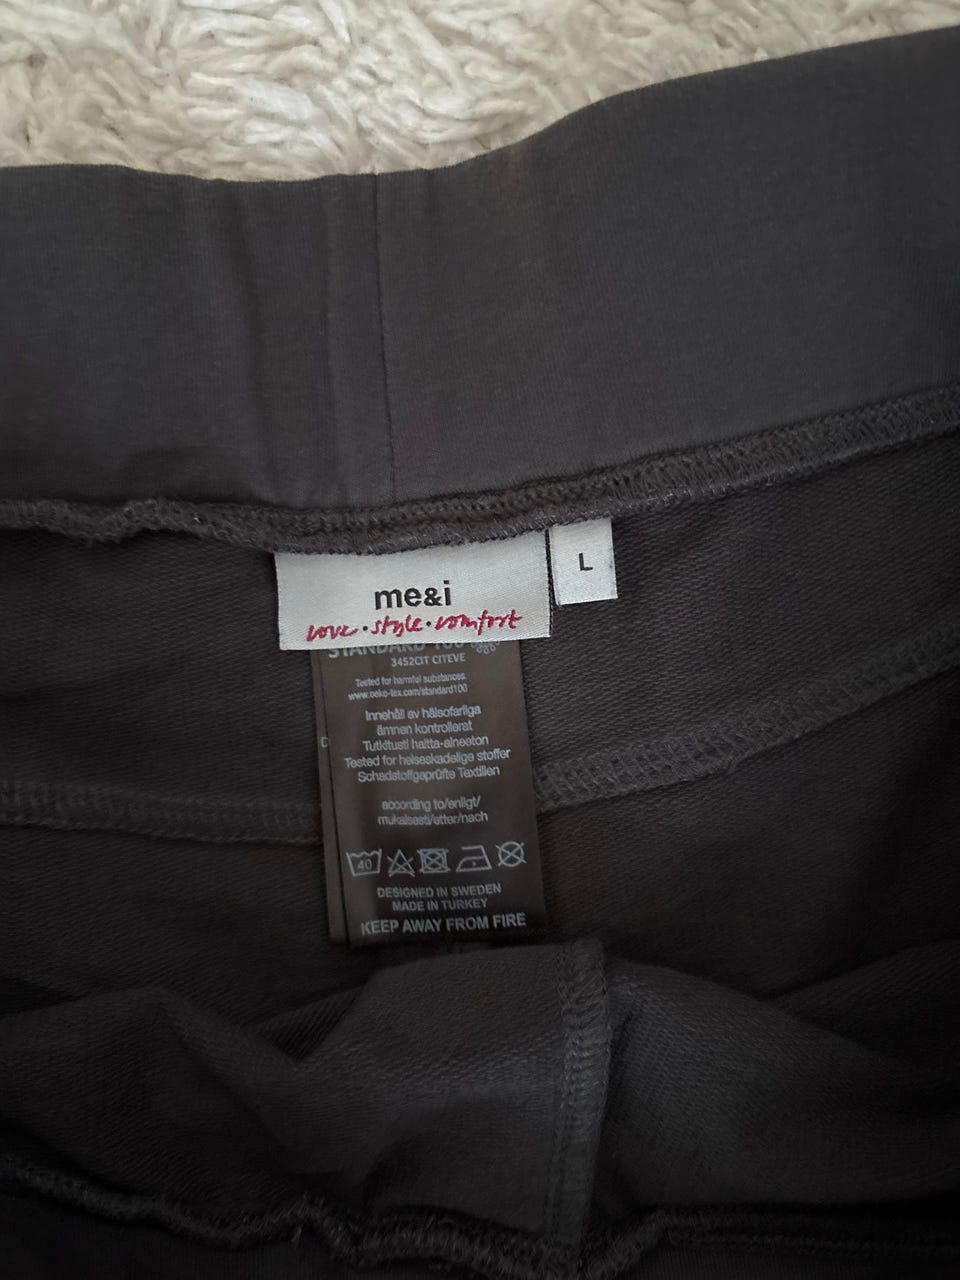 me&i
L
love · style · comfort
STANDARD 100
3452CIT CITEVE
Tested for harmful substances.
www.oeko-tex.com/standard100
Innehåll av hälsofarliga
ämnen kontrollerat
Tutkitusti haitta-aineeton
Tested for helseskadelige stoffer
Schadstoffgeprüfte Textilien
according to/enligt/
mukaisesti/etter/nach
40
DESIGNED IN SWEDEN
MADE IN TURKEY
KEEP AWAY FROM FIRE